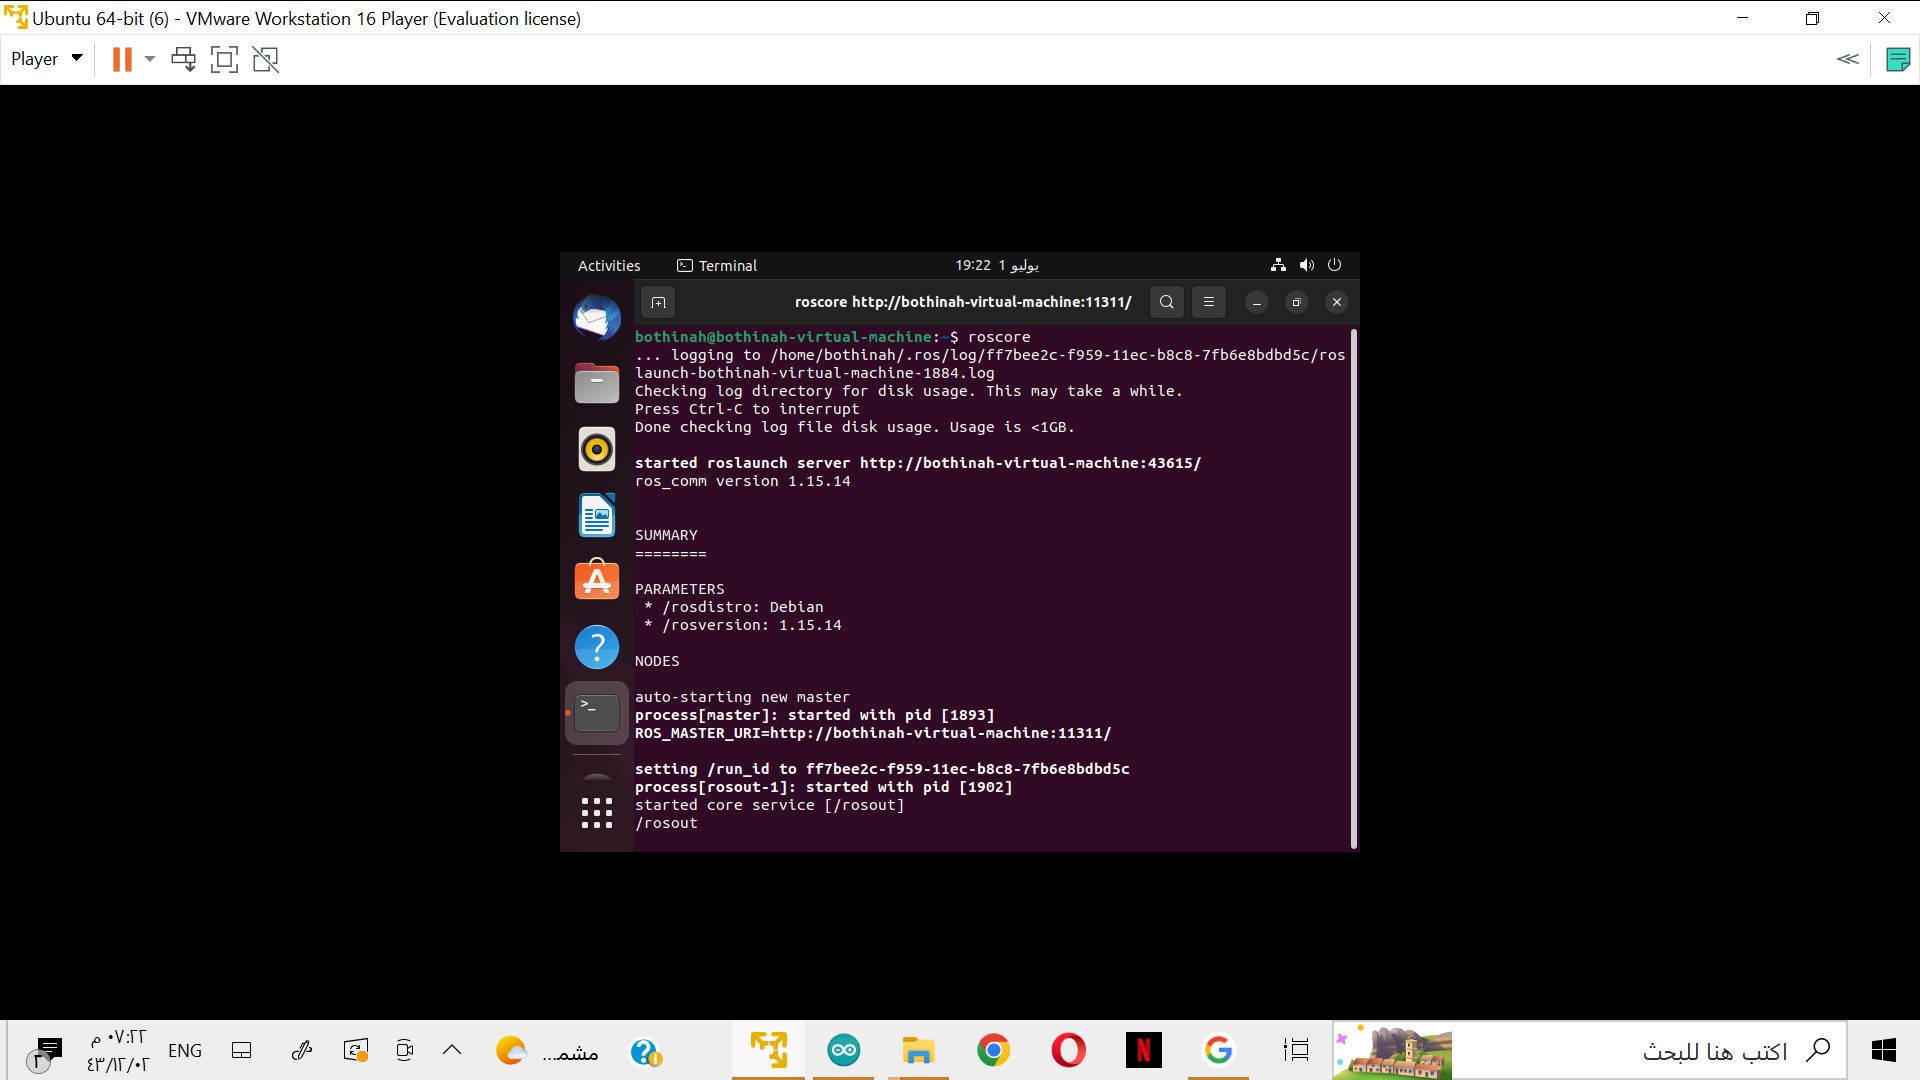 Ubuntu 64-bit (6) - VMware Workstation 16 Player (Evaluation license)
Player
Activities
Terminal
19:22 1 يوليو
roscore http://bothinah-virtual-machine:11311/
bothinah@bothinah-virtual-machine:~$ roscore
... logging to /home/bothinah/.ros/log/ff7bee2c-f959-11ec-b8c8-7fb6e8bdbd5c/ros
launch-bothinah-virtual-machine-1884.log
Checking log directory for disk usage. This may take a while.
Press Ctrl-C to interrupt
Done checking log file disk usage. Usage is <1GB.
started roslaunch server http://bothinah-virtual-machine:43615/
ros_comm version 1.15.14
SUMMARY
========
PARAMETERS
* /rosdistro: Debian
* /rosversion: 1.15.14
NODES
auto-starting new master
process[master]: started with pid [1893]
ROS_MASTER_URI=http://bothinah-virtual-machine:11311/
setting /run_id to ff7bee2c-f959-11ec-b8c8-7fb6e8bdbd5c
process[rosout-1]: started with pid [1902]
started core service [/rosout]
/rosout
٢
٠٧:٢٢ م
٤٣/١٢/٠٢
ENG
مشمـ...
اكتب هنا للبحث